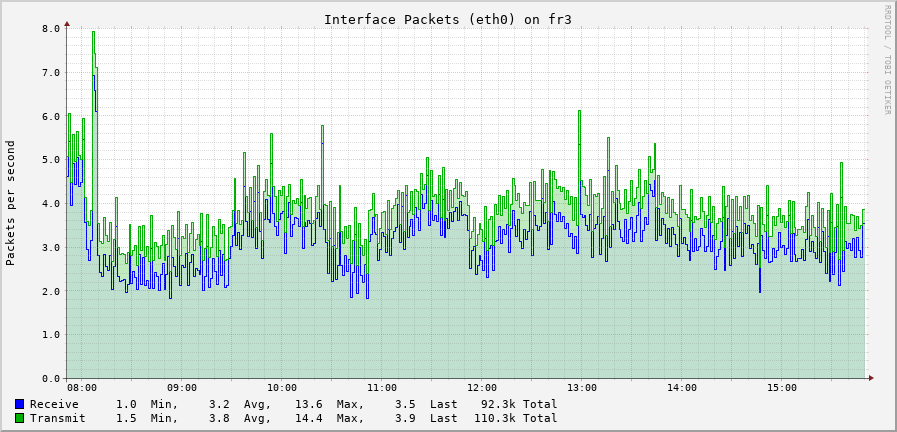 Interface Packets (eth0) on fr3
RRDTOOL / TOBI OETIKER
Packets per second
8.0
7.0
6.0
5.0
4.0
3.0
2.0
1.0
0.0
08:00 09:00 10:00 11:00 12:00 13:00 14:00 15:00
Receive 1.0 Min, 3.2 Avg, 13.6 Max, 3.5 Last 92.3k Total
Transmit 1.5 Min, 3.8 Avg, 14.4 Max, 3.9 Last 110.3k Total